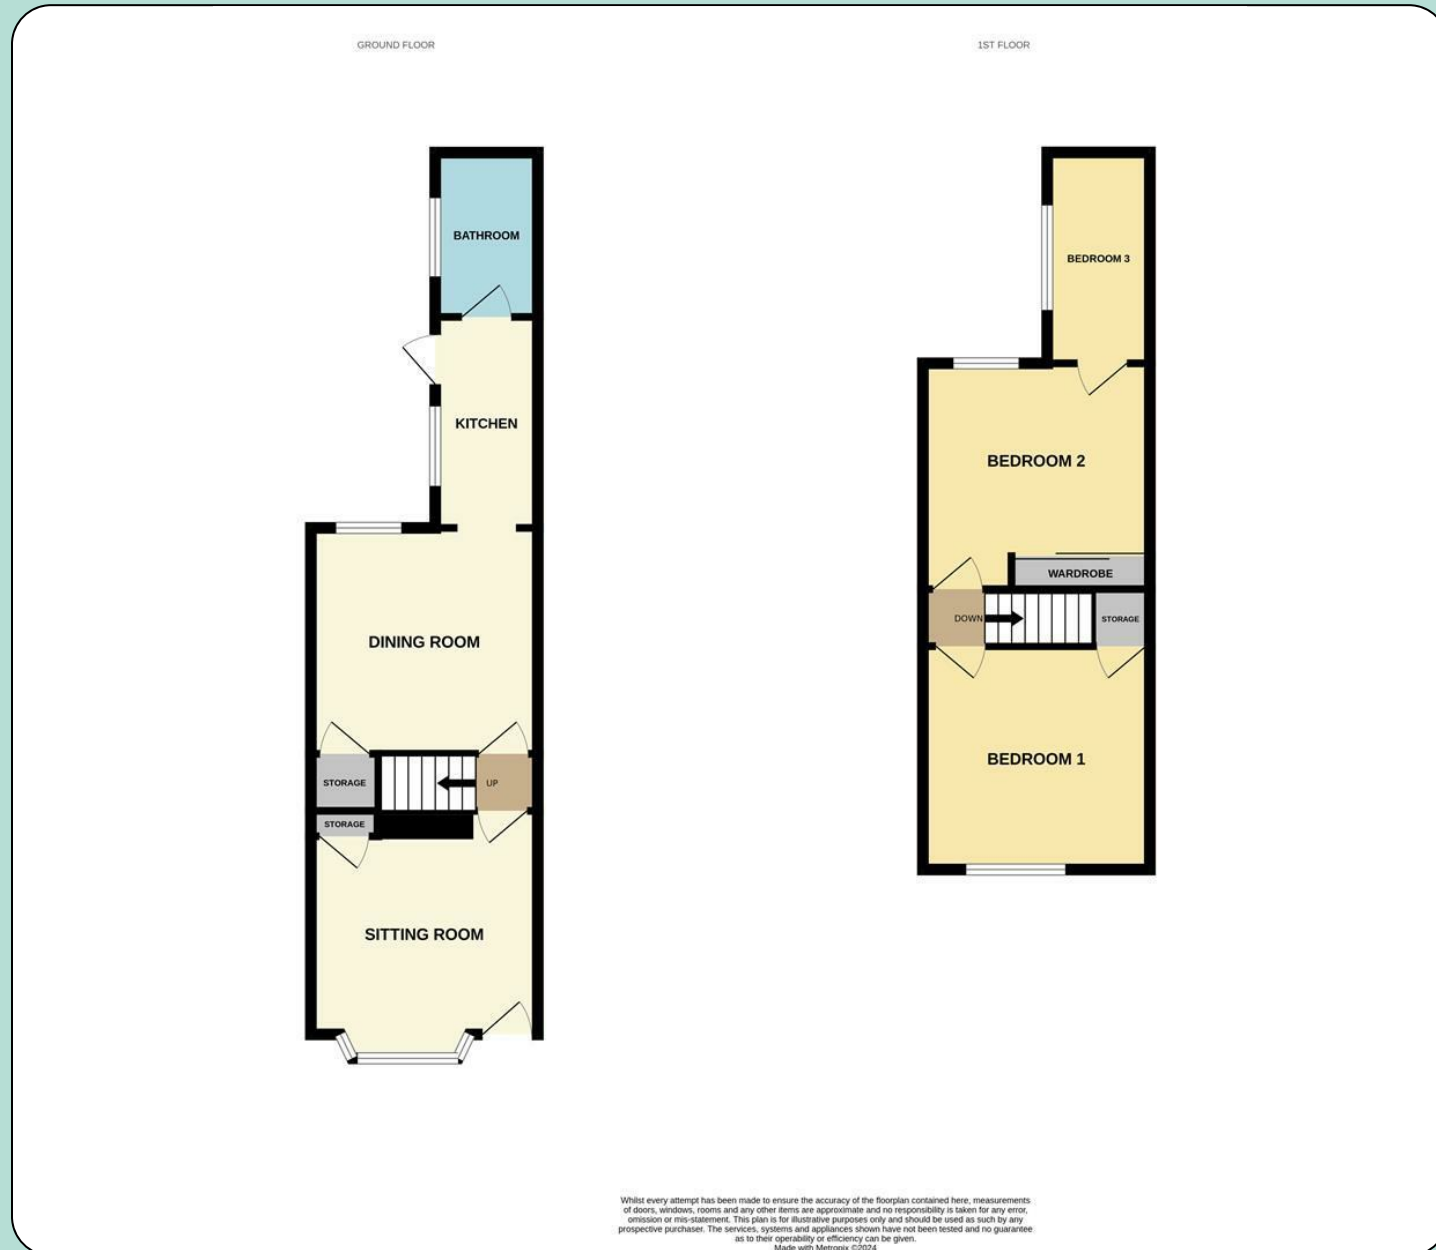 GROUND FLOOR
BATHROOM
KITCHEN
DINING ROOM
STORAGE
UP
STORAGE
SITTING ROOM
1ST FLOOR
BEDROOM 3
BEDROOM 2
WARDROBE
DOWN
STORAGE
BEDROOM 1
Whilst every attempt has been made to ensure the accuracy of the floorplan contained here, measurements
of doors, windows, rooms and any other items are approximate and no responsibility is taken for any error,
omission or mis-statement. This plan is for illustrative purposes only and should be used as such by any
prospective purchaser. The services, systems and appliances shown have not been tested and no guarantee
as to their operability or efficiency can be given.
Made with Metropix ©2024